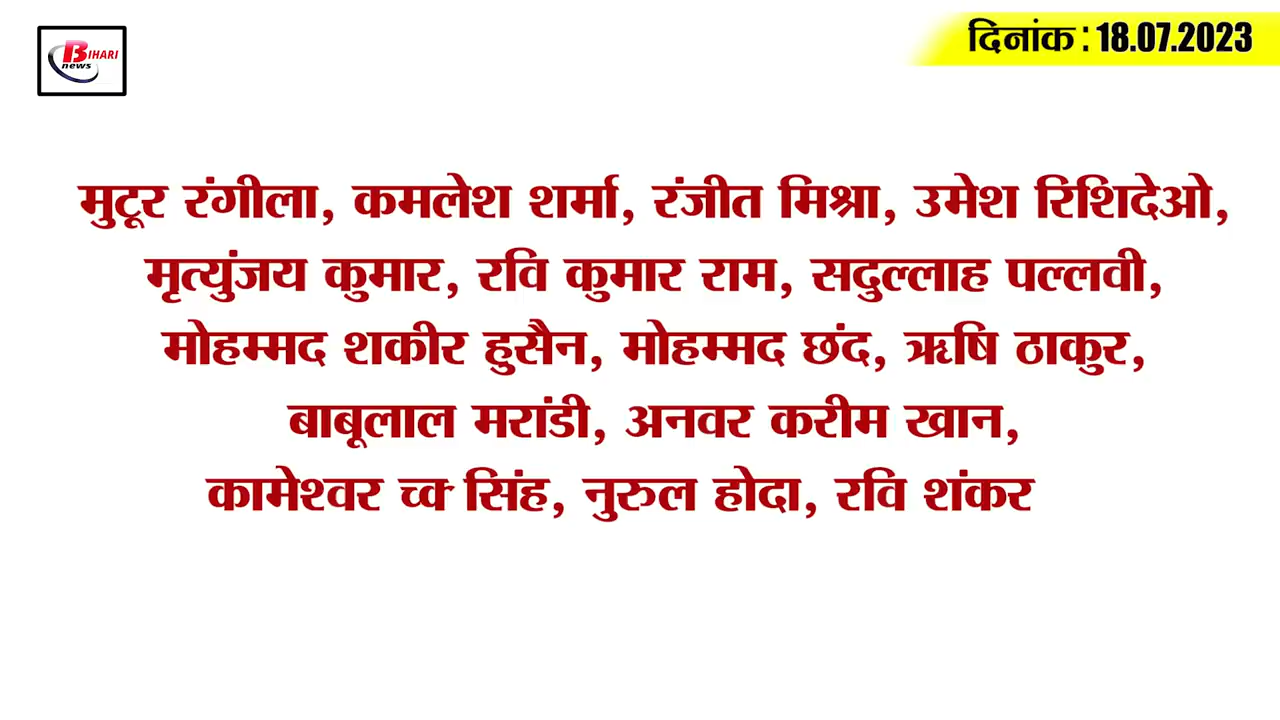 BIHARI
news
दिनांक : 18.07.2023
मुटूर रंगीला, कमलेश शर्मा, रंजीत मिश्रा, उमेश रिशिदेओ,
मृत्युंजय कुमार, रवि कुमार राम, सदुल्लाह पल्लवी,
मोहम्मद शकीर हुसैन, मोहम्मद छंद, ऋषि ठाकुर,
बाबूलाल मरांडी, अनवर करीम खान,
कामेश्वर च्क सिंह, नुरुल होदा, रवि शंकर